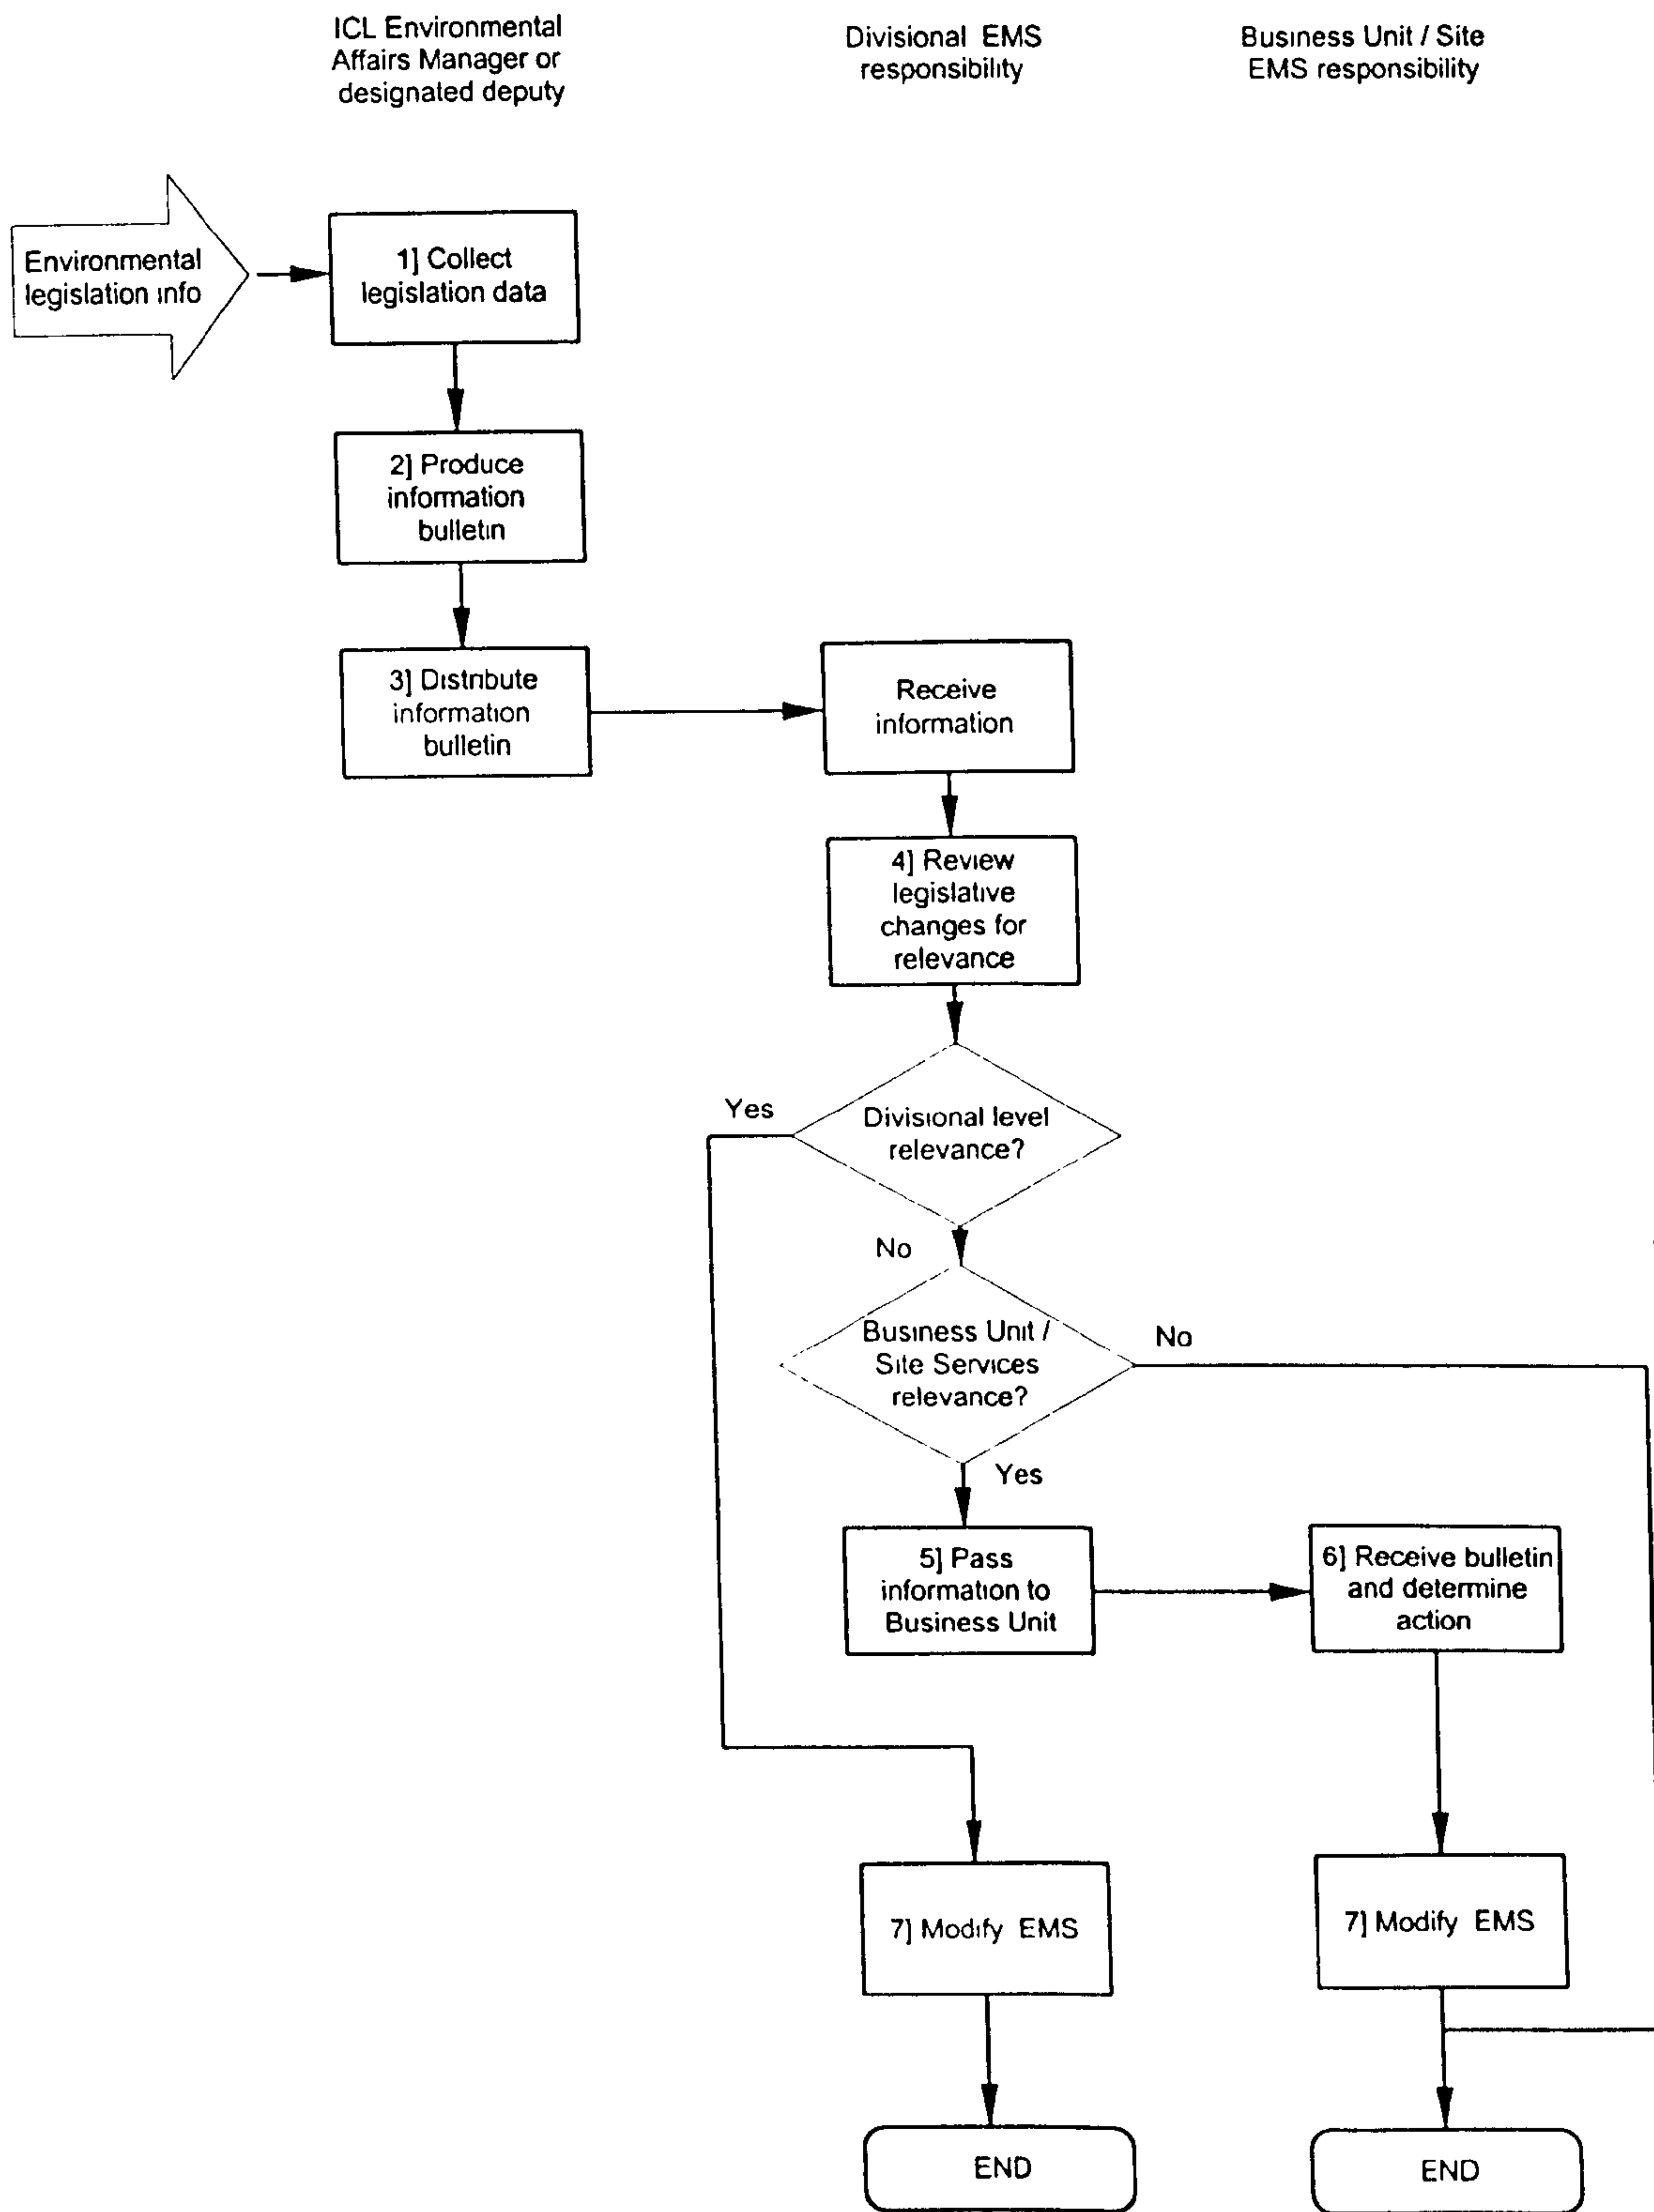 ICL Environmental
Affairs Manager or
designated deputy
Divisional EMS
responsibility
Business Unit / Site
EMS responsibility
Environmental
legislation info
1] Collect
legislation data
2] Produce
information
bulletin
3] Distribute
information
bulletin
Receive
information
4] Review
legislative
changes for
relevance
Yes
Divisional level
relevance?
No
Business Unit /
Site Services
relevance?
No
Yes
5] Pass
information to
Business Unit
6] Receive bulletin
and determine
action
7] Modify EMS
7] Modify EMS
END
END